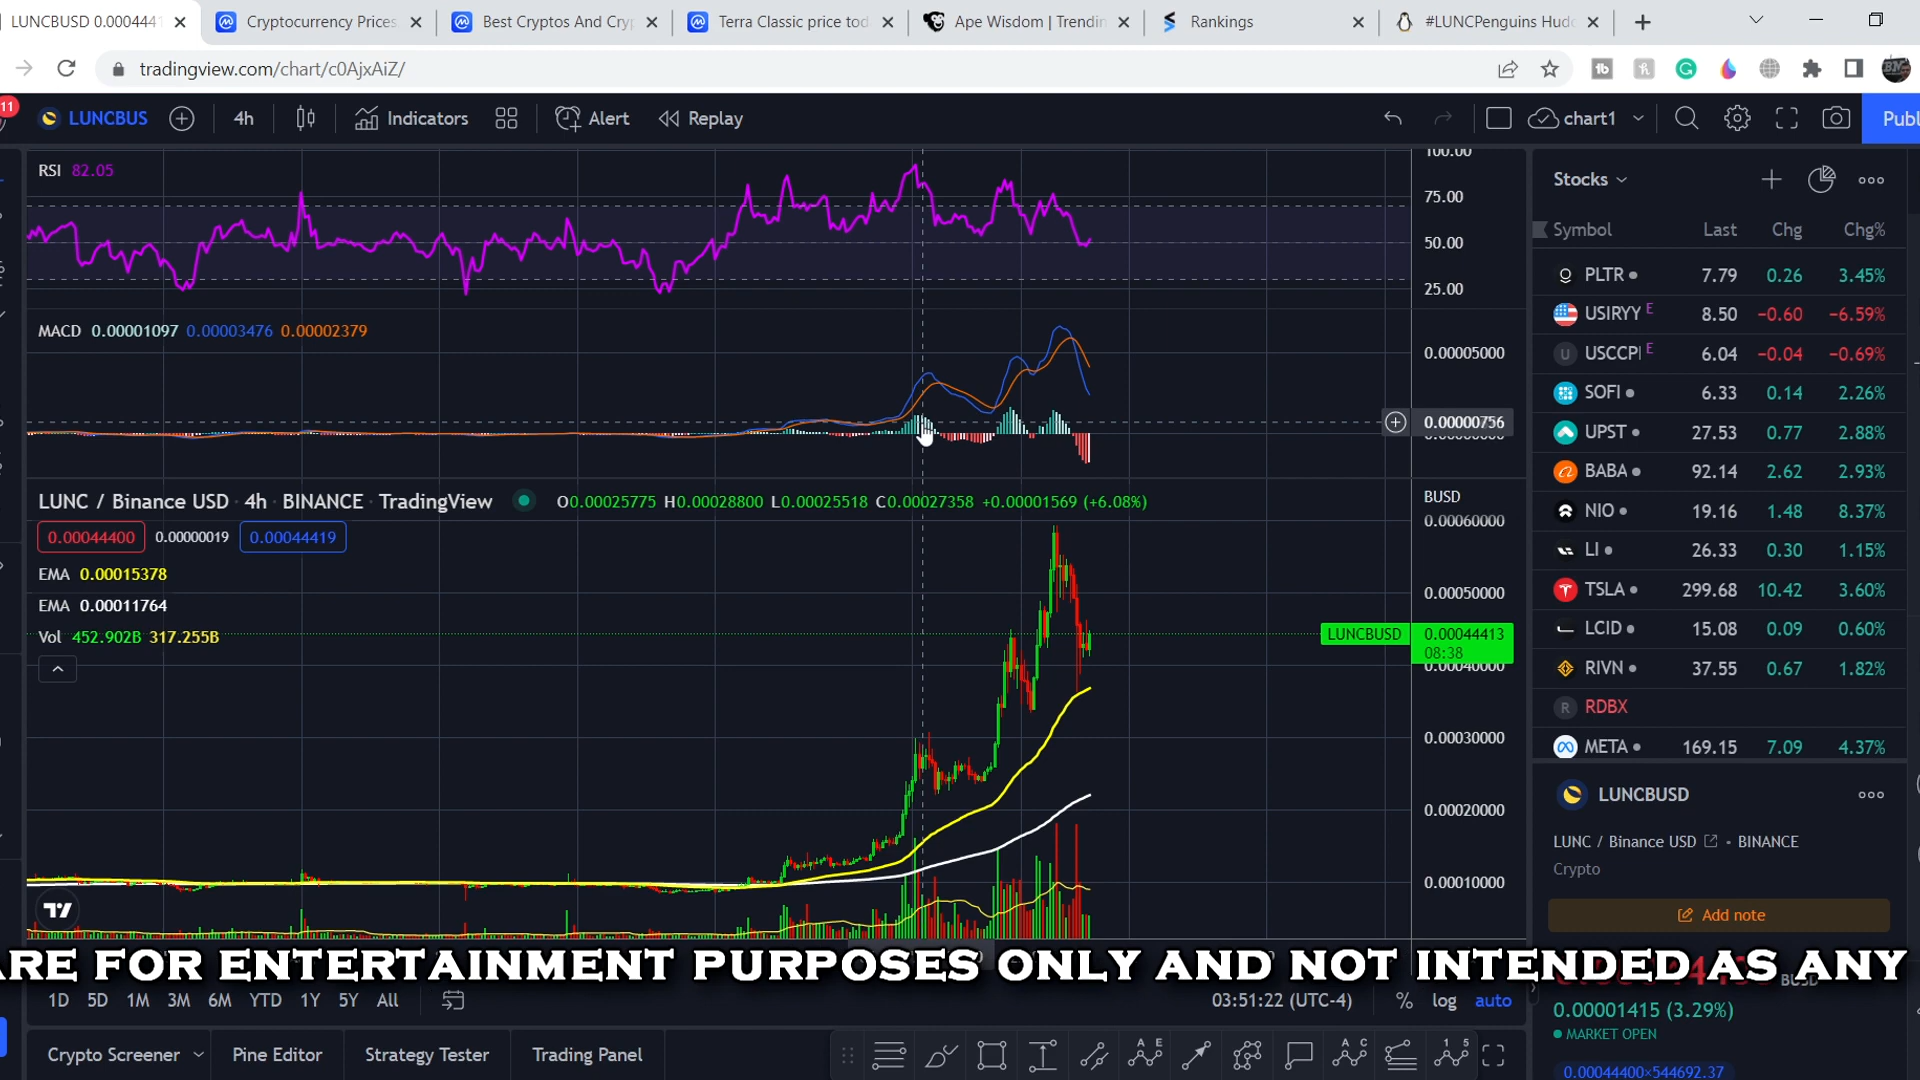 LUNCBUSD 0.0004441
Cryptocurrency Prices
Best Cryptos And Cry
Terra Classic price tod
Ape Wisdom | Trendin
Rankings
#LUNCPenguins Hudd
tradingview.com/chart/c0AjxAiZ/
11
LUNCBUS
4h
Indicators
Alert
Replay
chart1
Publ
RSI 82.05
100.00
75.00
50.00
25.00
MACD 0.00001097 0.00003476 0.00002379
0.00005000
0.00000756
LUNC / Binance USD · 4h · BINANCE · TradingView
O0.00025775 H0.00028800 L0.00025518 C0.00027358 +0.00001569 (+6.08%)
0.00044400
0.00000019
0.00044419
EMA 0.00015378
EMA 0.00011764
Vol 452.902B 317.255B
BUSD
0.00060000
0.00050000
LUNCBUSD
0.00044413
08:38
0.00040000
0.00030000
0.00020000
0.00010000
Stocks
Symbol Last Chg Chg%
PLTR 7.79 0.26 3.45%
USIRYY E 8.50 −0.60 −6.59%
USCCPI E 6.04 −0.04 −0.69%
SOFI 6.33 0.14 2.26%
UPST 27.53 0.77 2.88%
BABA 92.14 2.62 2.93%
NIO 19.16 1.48 8.37%
LI 26.33 0.30 1.15%
TSLA 299.68 10.42 3.60%
LCID 15.08 0.09 0.60%
RIVN 37.55 0.67 1.82%
RDBX
META 169.15 7.09 4.37%
LUNCBUSD
LUNC / Binance USD • BINANCE
Crypto
Add note
ARE FOR ENTERTAINMENT PURPOSES ONLY AND NOT INTENDED AS ANY
BUSD
0.00001415 (3.29%)
MARKET OPEN
0.00044400×544692.37
1D 5D 1M 3M 6M YTD 1Y 5Y All
03:51:22 (UTC-4)
% log auto
Crypto Screener
Pine Editor
Strategy Tester
Trading Panel